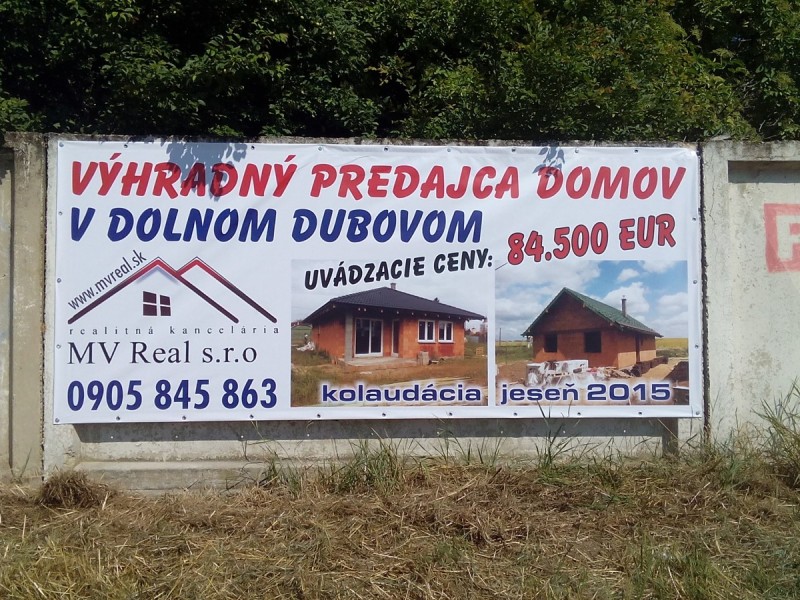 VÝHRADNÝ PREDAJCA DOMOV
V DOLNOM DUBOVOM
UVÁDZACIE CENY: 84.500 EUR
www.mvreal.sk
realitná kancelária
MV Real s.r.o
0905 845 863
kolaudácia jeseň 2015